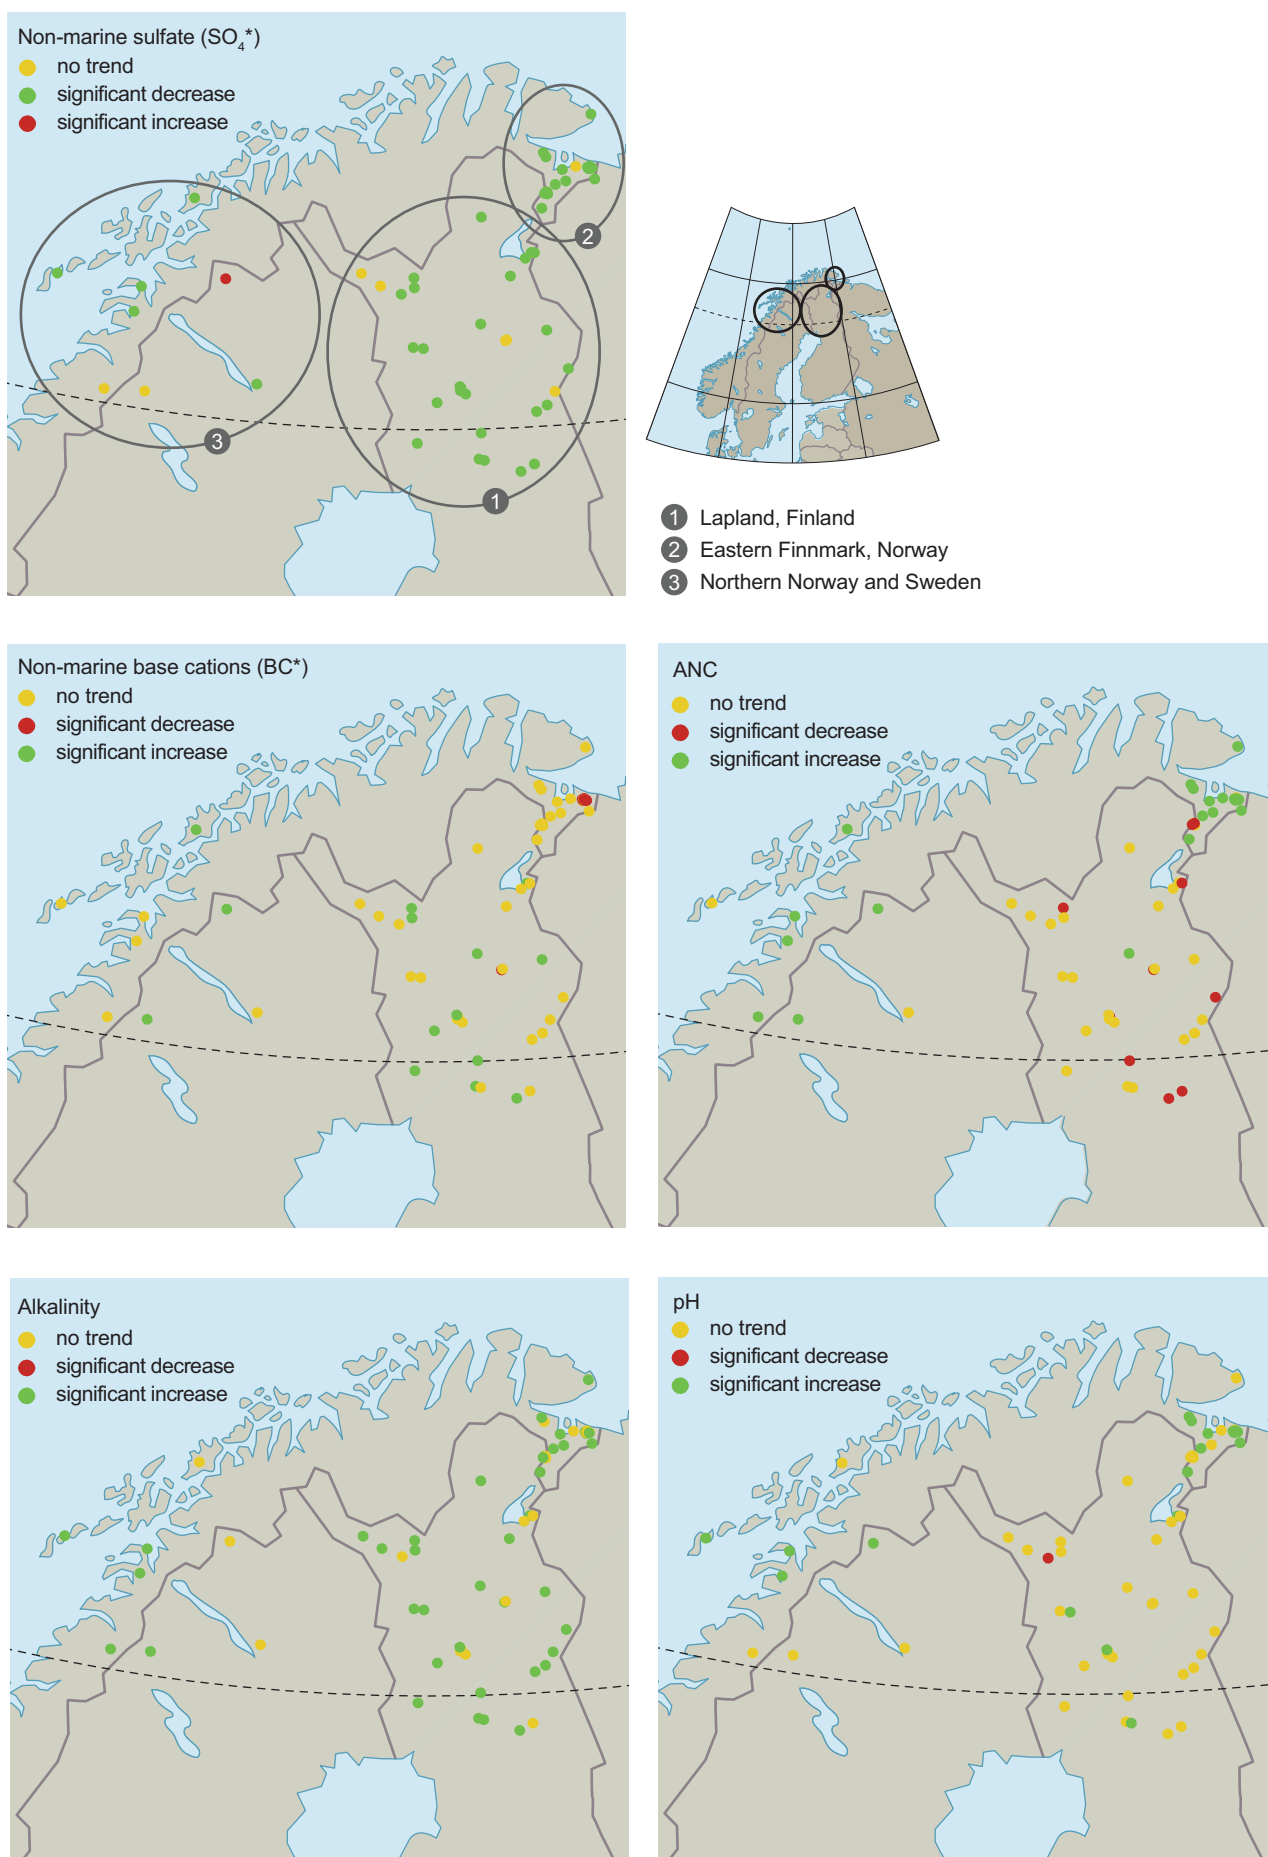 Non-marine sulfate (SO₄*)
no trend
significant decrease
significant increase
1
2
3
1 Lapland, Finland
2 Eastern Finnmark, Norway
3 Northern Norway and Sweden
Non-marine base cations (BC*)
no trend
significant decrease
significant increase
ANC
no trend
significant decrease
significant increase
Alkalinity
no trend
significant decrease
significant increase
pH
no trend
significant decrease
significant increase